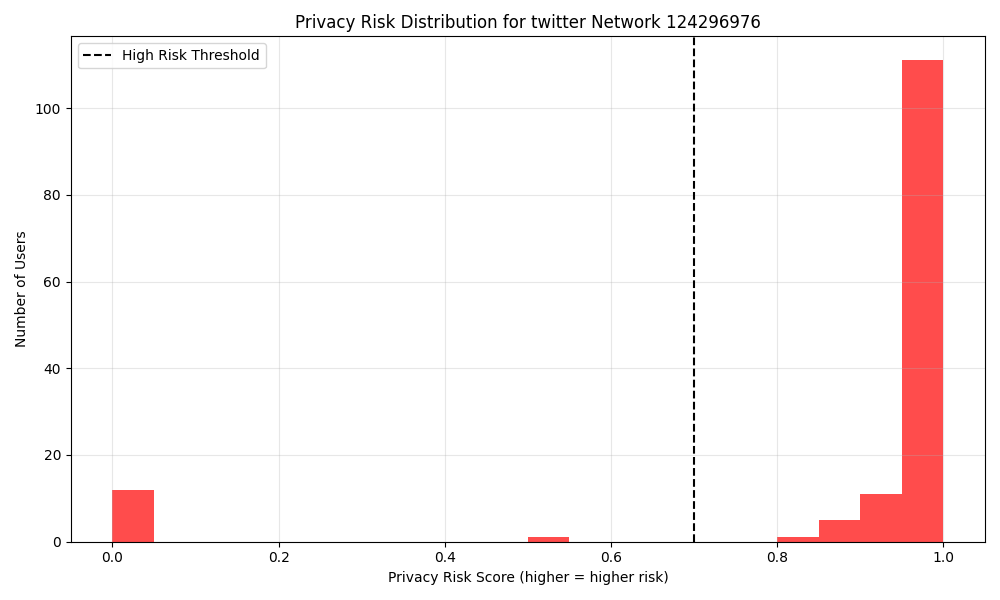 Privacy Risk Distribution for twitter Network 124296976
High Risk Threshold
Number of Users
100
80
60
40
20
0
0.0 0.2 0.4 0.6 0.8 1.0
Privacy Risk Score (higher = higher risk)